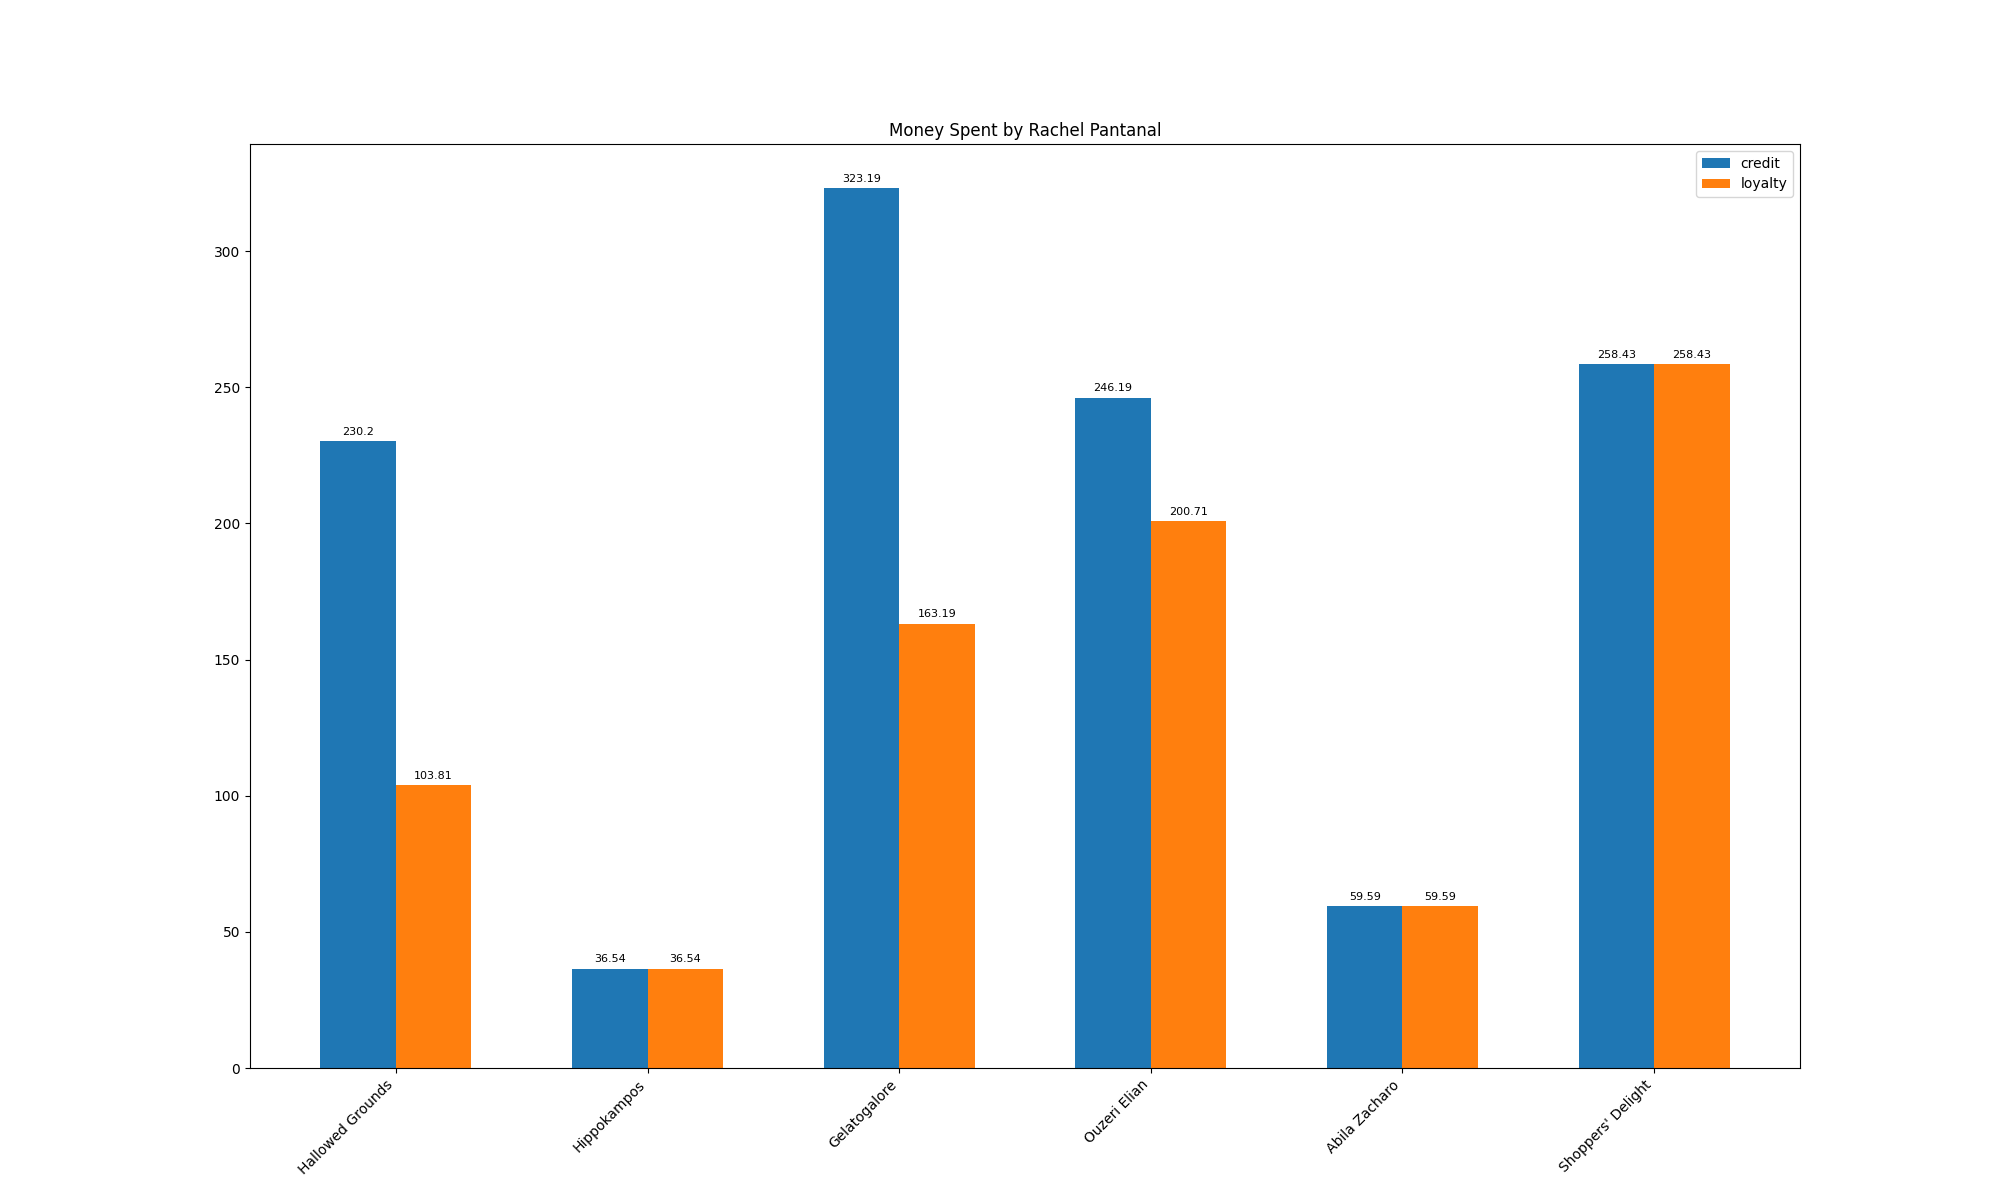 Money Spent by Rachel Pantanal
credit
loyalty
300
250
200
150
100
50
0
230.2
103.81
36.54
36.54
323.19
163.19
246.19
200.71
59.59
59.59
258.43
258.43
Hallowed Grounds
Hippokampos
Gelatogalore
Ouzeri Elian
Abila Zacharo
Shoppers' Delight